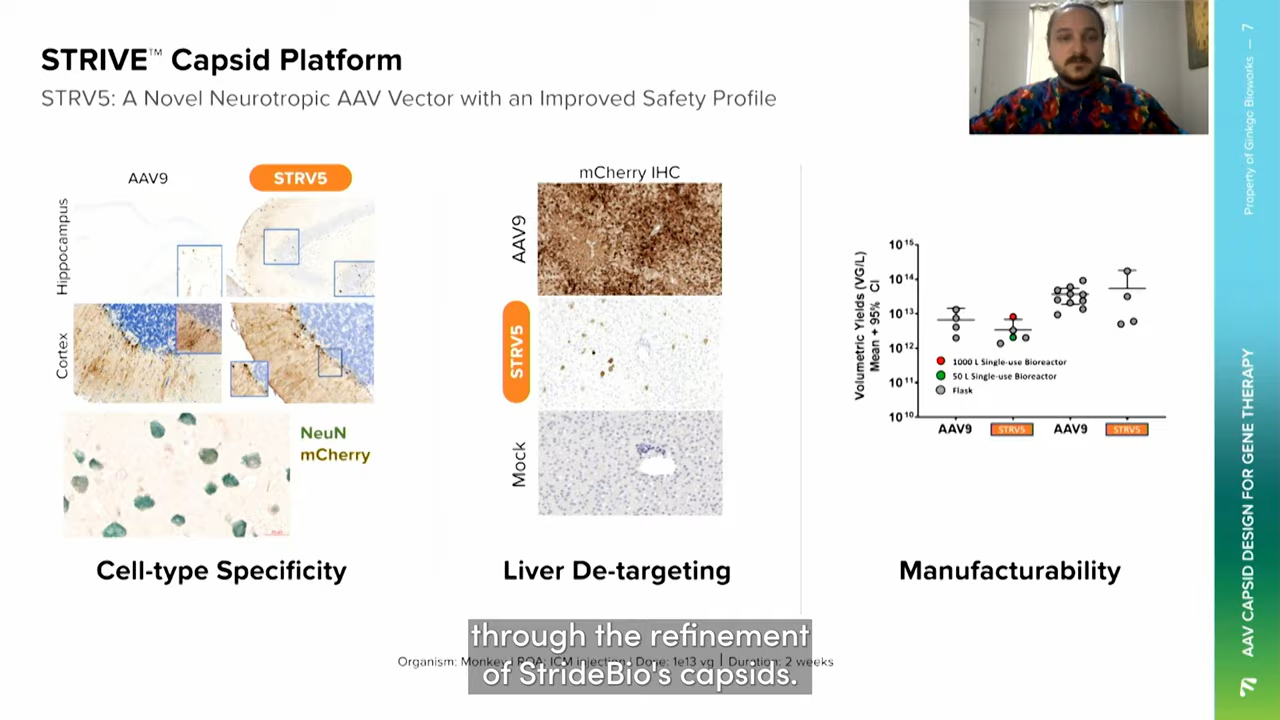 STRIVE™ Capsid Platform
STRV5: A Novel Neurotropic AAV Vector with an Improved Safety Profile
AAV9
STRV5
Hippocampus
Cortex
NeuN
mCherry
Cell-type Specificity
mCherry IHC
AAV9
STRV5
Mock
Liver De-targeting
Volumetric Yields (VG/L)
Mean + 95% CI
10¹⁵
10¹⁴
10¹³
10¹²
10¹¹
10¹⁰
1000 L Single-use Bioreactor
50 L Single-use Bioreactor
Flask
AAV9 STRV5 AAV9 STRV5
Manufacturability
through the refinement
Organism: Monkey | ROA: ICM injecting | Dose: 1e13 vg | Duration: 2 weeks
of StrideBio's capsids.
Property of Ginkgo Bioworks — 7
AAV CAPSID DESIGN FOR GENE THERAPY